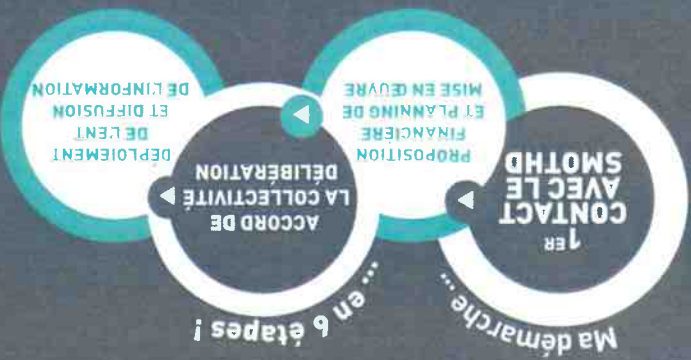 Ma démarche...
... en 6 étapes !
1ER
CONTACT
AVEC LE
SMOTHD
PROPOSITION
FINANCIÈRE
ET PLANNING DE
MISE EN ŒUVRE
ACCORD DE
LA COLLECTIVITÉ
DÉLIBÉRATION
DÉPLOIEMENT
DE L'ENT
ET DIFFUSION
DE L'INFORMATION